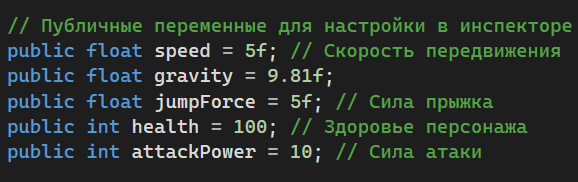 // Публичные переменные для настройки в инспекторе
public float speed = 5f; // Скорость передвижения
public float gravity = 9.81f;
public float jumpForce = 5f; // Сила прыжка
public int health = 100; // Здоровье персонажа
public int attackPower = 10; // Сила атаки